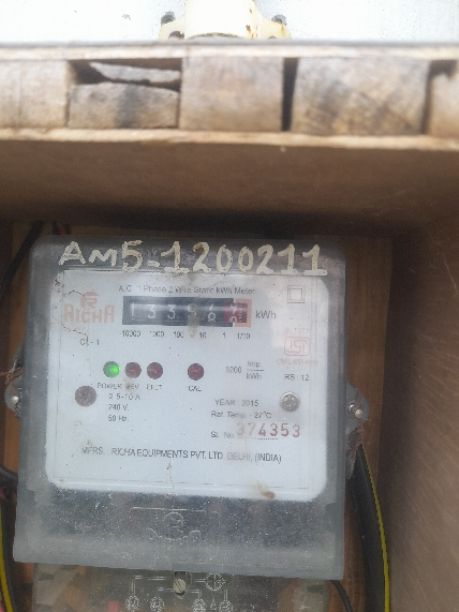 AM5-1200211
A.C. 1 Phase 2 Wire Static kWh Meter
RICHA
kWh
CL-1
10000 1000 100 10 1 1/10
3200 imp/kWh
POWER REV E/LT CAL
RS: 12
5-10 A
240 V.
50 Hz.
YEAR: 2015
Ref. Temp. - 27°C
SL. No. 374353
MFRS. : RICHA EQUIPMENTS PVT. LTD. DELHI, (INDIA)